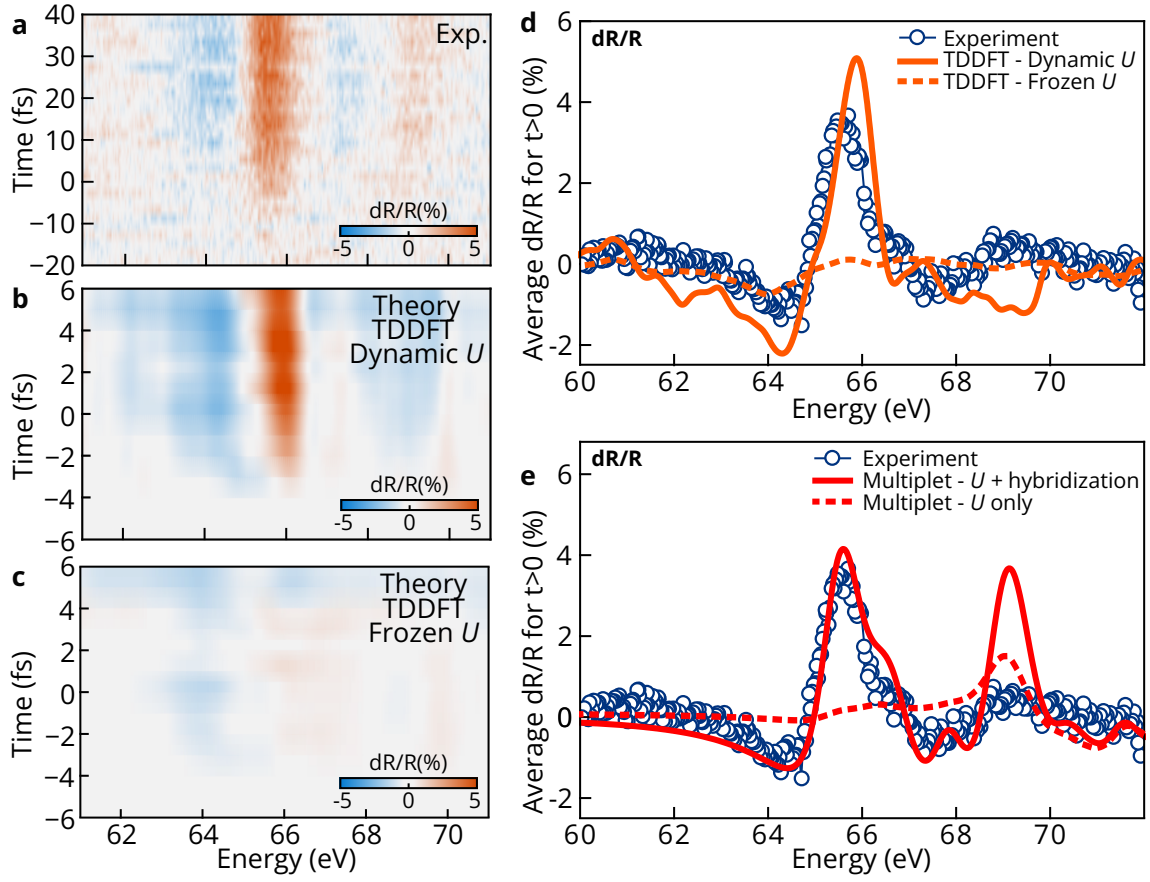 a
Exp.
40
30
20
10
0
−10
−20
Time (fs)
dR/R(%)
-5 0 5
b
Theory
TDDFT
Dynamic U
6
4
2
0
−2
−4
−6
Time (fs)
dR/R(%)
-5 0 5
c
Theory
TDDFT
Frozen U
6
4
2
0
−2
−4
−6
Time (fs)
dR/R(%)
-5 0 5
62 64 66 68 70
Energy (eV)
d
dR/R
Experiment
TDDFT - Dynamic U
TDDFT - Frozen U
6
4
2
0
-2
Average dR/R for t>0 (%)
60 62 64 66 68 70
Energy (eV)
e
dR/R
Experiment
Multiplet - U + hybridization
Multiplet - U only
6
4
2
0
-2
Average dR/R for t>0 (%)
60 62 64 66 68 70
Energy (eV)